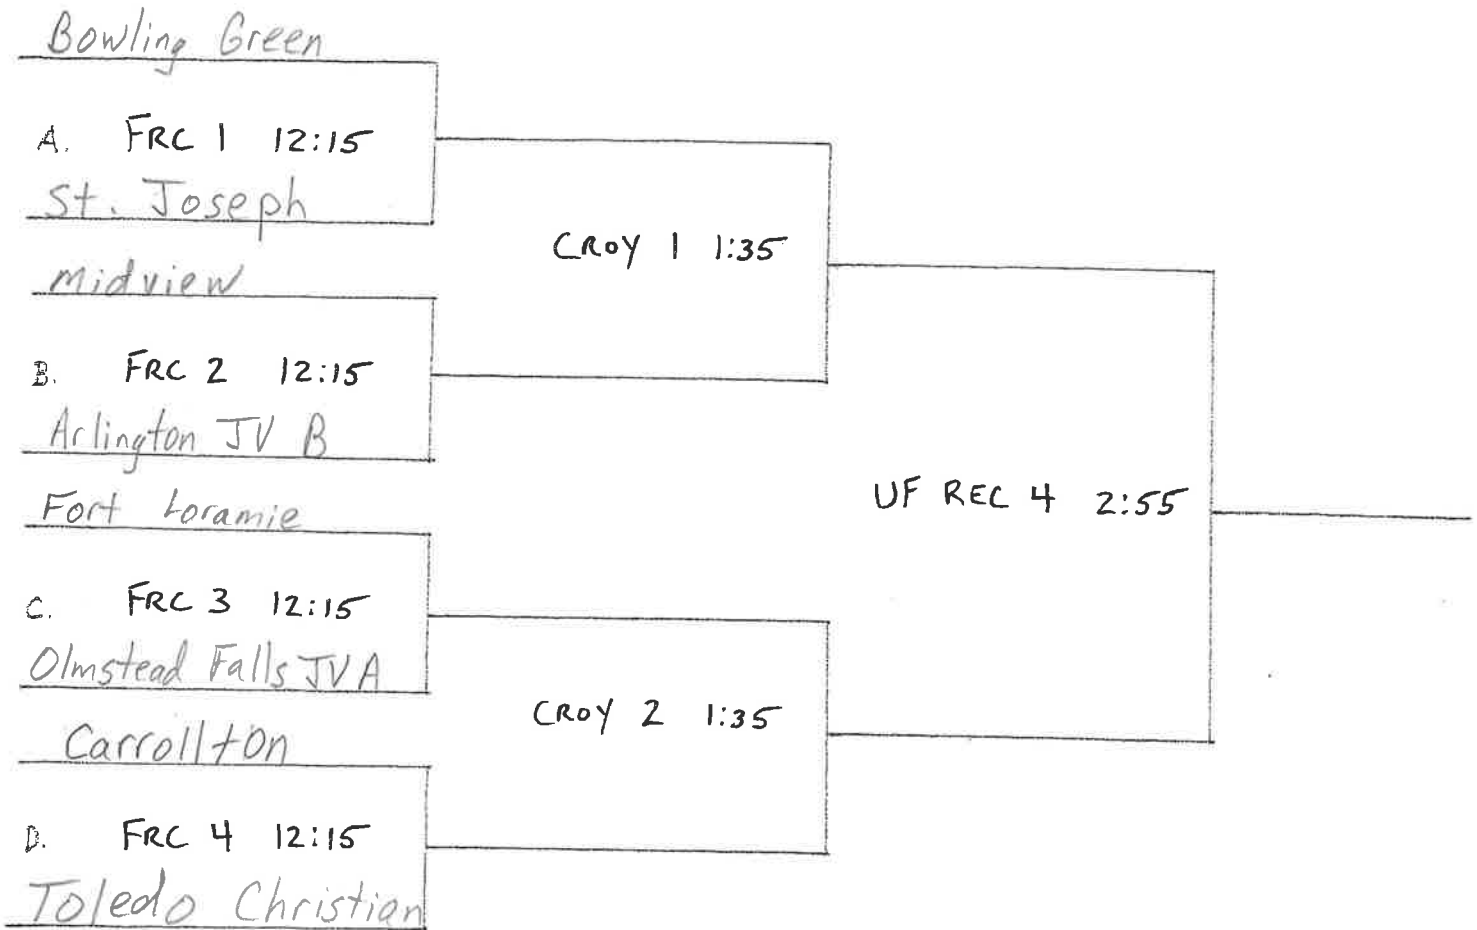 Bowling Green
A. FRC 1 12:15
St. Joseph
CROY 1 1:35
Midview
B. FRC 2 12:15
Arlington JV B
UF REC 4 2:55
Fort Loramie
C. FRC 3 12:15
Olmstead Falls JV A
CROY 2 1:35
Carrollton
D. FRC 4 12:15
Toledo Christian